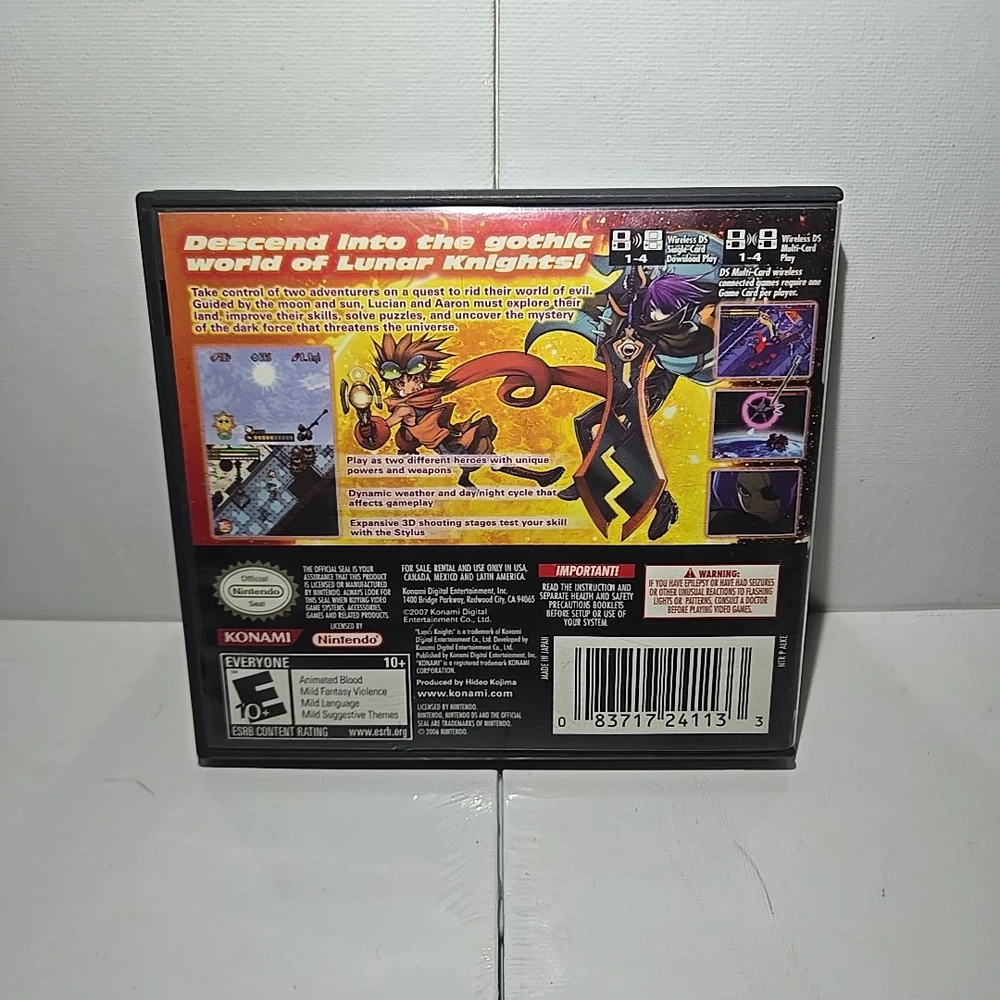 Descend into the gothic
world of Lunar Knights!
Take control of two adventurers on a quest to rid their world of evil.
Guided by the moon and sun, Lucian and Aaron must explore their
land, improve their skills, solve puzzles, and uncover the mystery
of the dark force that threatens the universe.
1-4
Wireless DS
Single-Card
Download Play
1-4
Wireless DS
Multi-Card
Play
DS Multi-Card wireless
connected games require one
Game Card per player.
Play as two different heroes with unique
powers and weapons
Dynamic weather and day/night cycle that
affects gameplay
Expansive 3D shooting stages test your skill
with the Stylus
Official
Nintendo
Seal
THE OFFICIAL SEAL IS YOUR
ASSURANCE THAT THIS PRODUCT
IS LICENSED OR MANUFACTURED
BY NINTENDO. ALWAYS LOOK FOR
THIS SEAL WHEN BUYING VIDEO
GAME SYSTEMS, ACCESSORIES,
GAMES AND RELATED PRODUCTS.
LICENSED BY
KONAMI
Nintendo®
EVERYONE 10+
E
10+
Animated Blood
Mild Fantasy Violence
Mild Language
Mild Suggestive Themes
ESRB CONTENT RATING www.esrb.org
FOR SALE, RENTAL AND USE ONLY IN USA,
CANADA, MEXICO AND LATIN AMERICA.
Konami Digital Entertainment, Inc.
1400 Bridge Parkway, Redwood City, CA 94065
©2007 Konami Digital
Entertainment Co., Ltd.
"Lunar Knights" is a trademark of Konami
Digital Entertainment Co., Ltd. Developed by
Konami Digital Entertainment Co., Ltd.
Published by Konami Digital Entertainment, Inc.
"KONAMI" is a registered trademark KONAMI
CORPORATION.
Produced by Hideo Kojima
www.konami.com
LICENSED BY NINTENDO.
NINTENDO, NINTENDO DS AND THE OFFICIAL
SEAL ARE TRADEMARKS OF NINTENDO.
© 2006 NINTENDO.
IMPORTANT!
READ THE INSTRUCTION AND
SEPARATE HEALTH AND SAFETY
PRECAUTIONS BOOKLETS
BEFORE SETUP OR USE OF
YOUR SYSTEM.
WARNING:
IF YOU HAVE EPILEPSY OR HAVE HAD SEIZURES
OR OTHER UNUSUAL REACTIONS TO FLASHING
LIGHTS OR PATTERNS, CONSULT A DOCTOR
BEFORE PLAYING VIDEO GAMES.
MADE IN JAPAN
NTR P ALKE
0 83717 24113 3